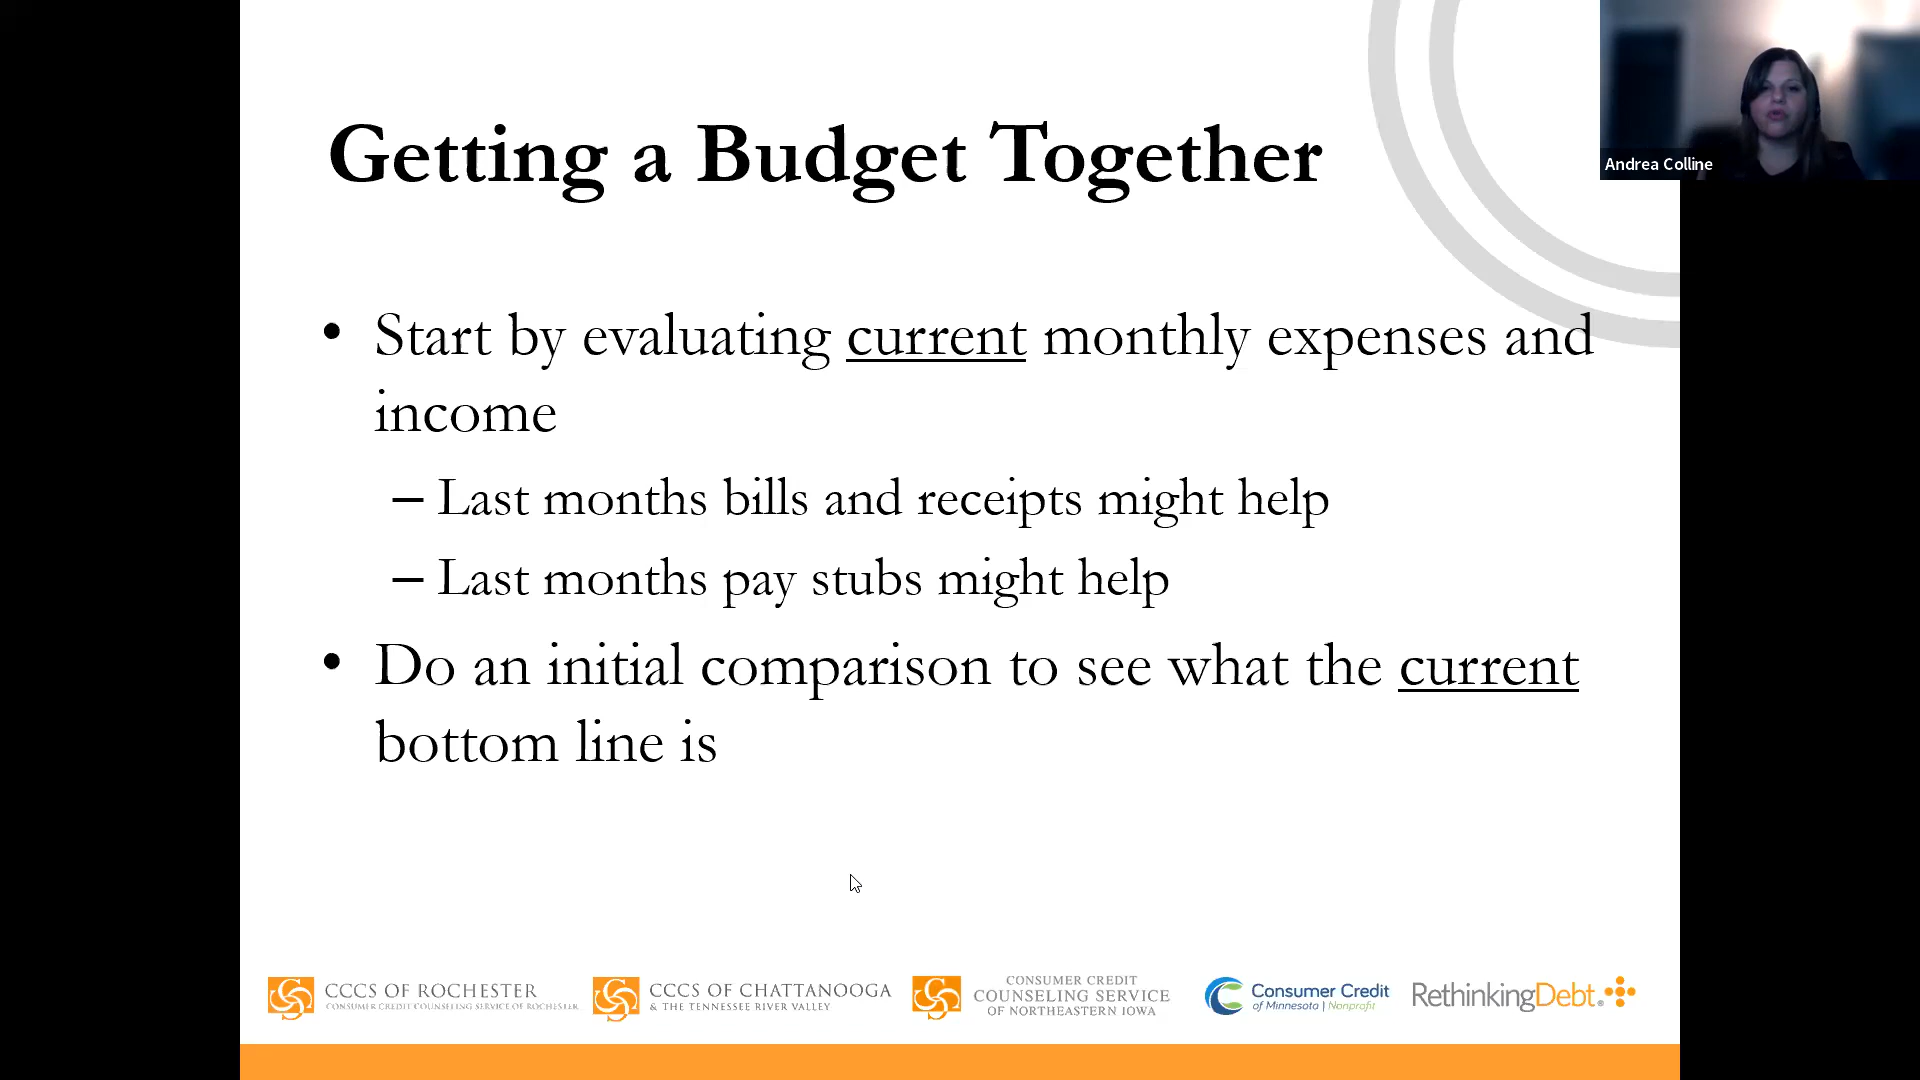 Getting a Budget Together
Andrea Colline
• Start by evaluating current monthly expenses and
income
– Last months bills and receipts might help
– Last months pay stubs might help
• Do an initial comparison to see what the current
bottom line is
CCCS OF ROCHESTER
CONSUMER CREDIT COUNSELING SERVICE OF ROCHESTER
CCCS OF CHATTANOOGA
& THE TENNESSEE RIVER VALLEY
CONSUMER CREDIT
COUNSELING SERVICE
OF NORTHEASTERN IOWA
Consumer Credit
of Minnesota | Nonprofit
RethinkingDebt®